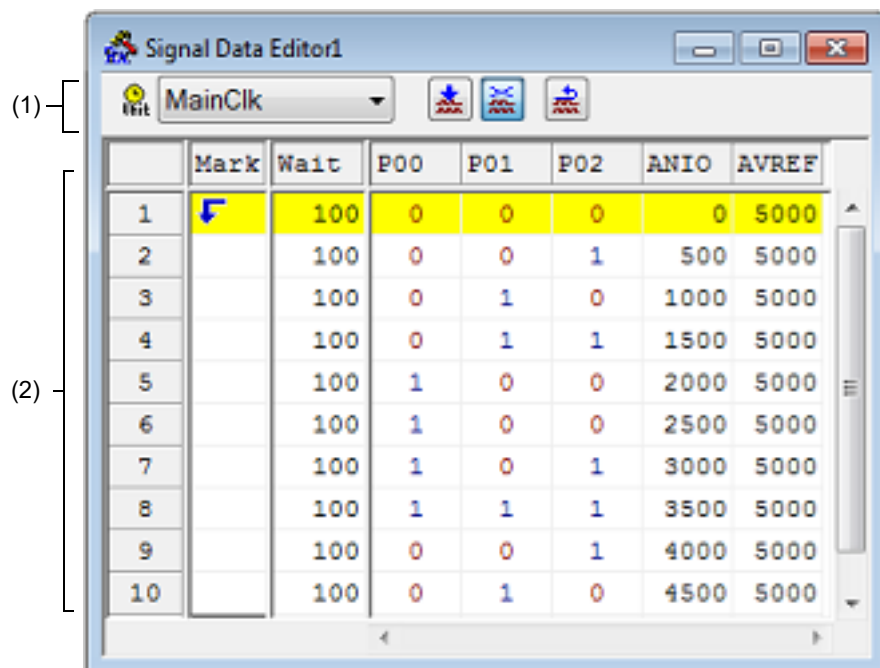 Signal Data Editor1
(1)
Wait MainClk
Mark Wait P00 P01 P02 ANI0 AVREF
1 100 0 0 0 0 5000
2 100 0 0 1 500 5000
3 100 0 1 0 1000 5000
4 100 0 1 1 1500 5000
(2)
5 100 1 0 0 2000 5000
6 100 1 0 0 2500 5000
7 100 1 0 1 3000 5000
8 100 1 1 1 3500 5000
9 100 0 0 1 4000 5000
10 100 0 1 0 4500 5000